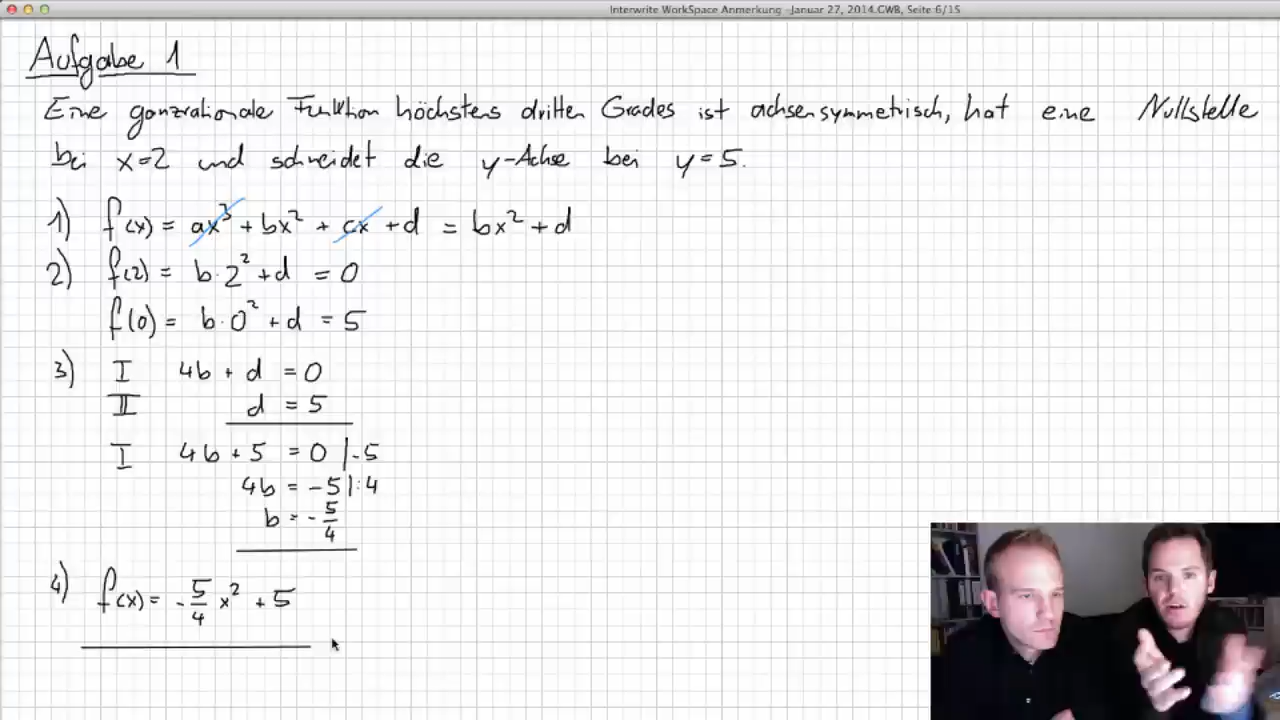 Interwrite WorkSpace Anmerkung -Januar 27, 2014.GWB, Seite 6/15
Aufgabe 1
Eine ganzrationale Funktion höchstens dritten Grades ist achsensymmetrisch, hat eine Nullstelle
bei x=2 und schneidet die y-Achse bei y=5.
1) f(x) = ax³ + bx² + cx + d = bx² + d
2) f(2) = b·2² + d = 0
f(0) = b·0² + d = 5
3) I 4b + d = 0
II d = 5
I 4b + 5 = 0 |-5
4b = -5 |:4
b = -5/4
4) f(x) = -5/4 x² + 5